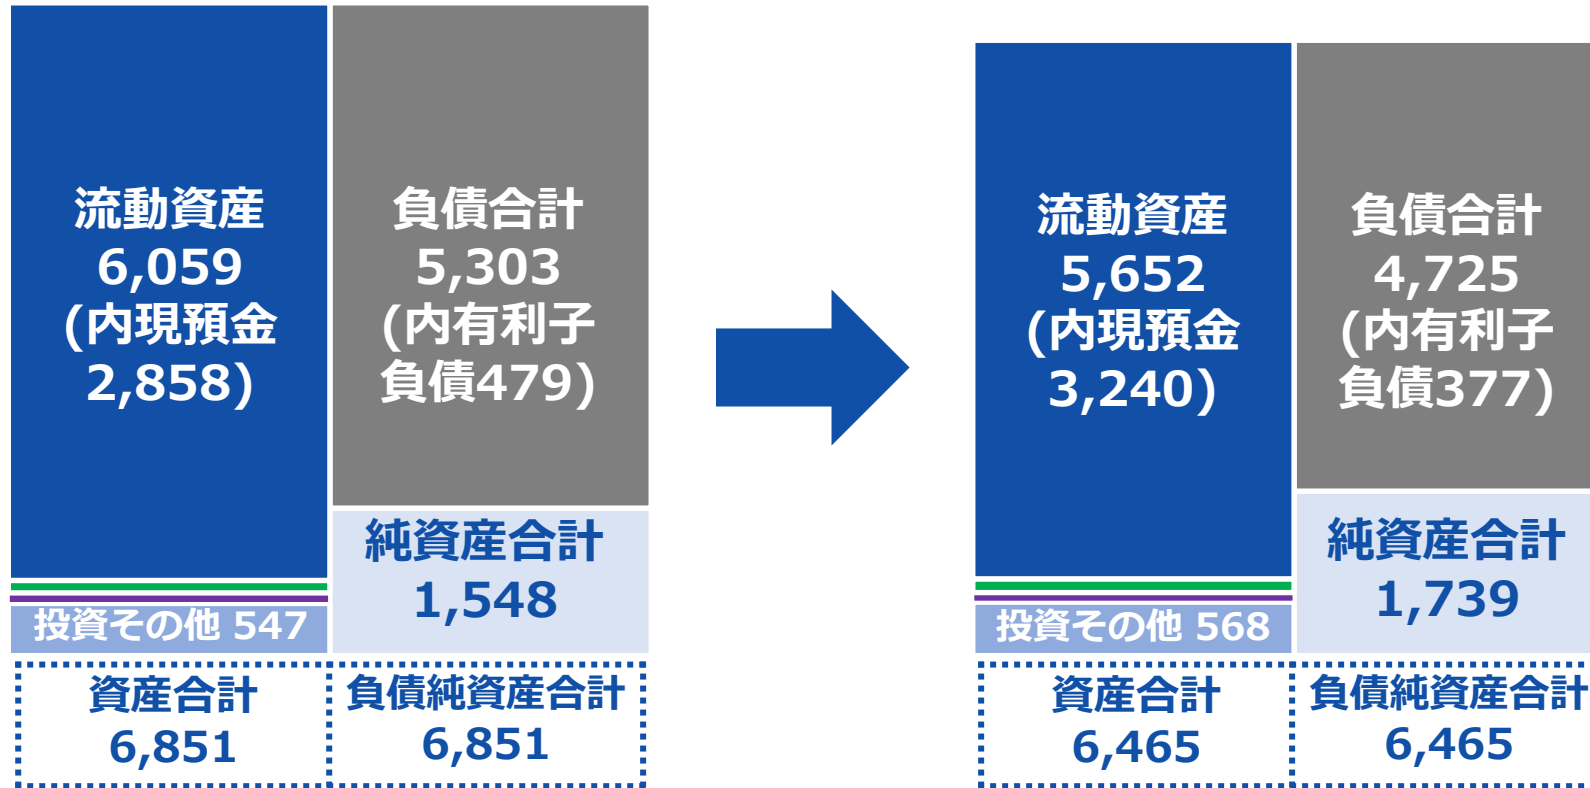 流動資産
6,059
(内現預金
2,858)
負債合計
5,303
(内有利子
負債479)
純資産合計
1,548
投資その他 547
資産合計
6,851
負債純資産合計
6,851
流動資産
5,652
(内現預金
3,240)
負債合計
4,725
(内有利子
負債377)
純資産合計
1,739
投資その他 568
資産合計
6,465
負債純資産合計
6,465